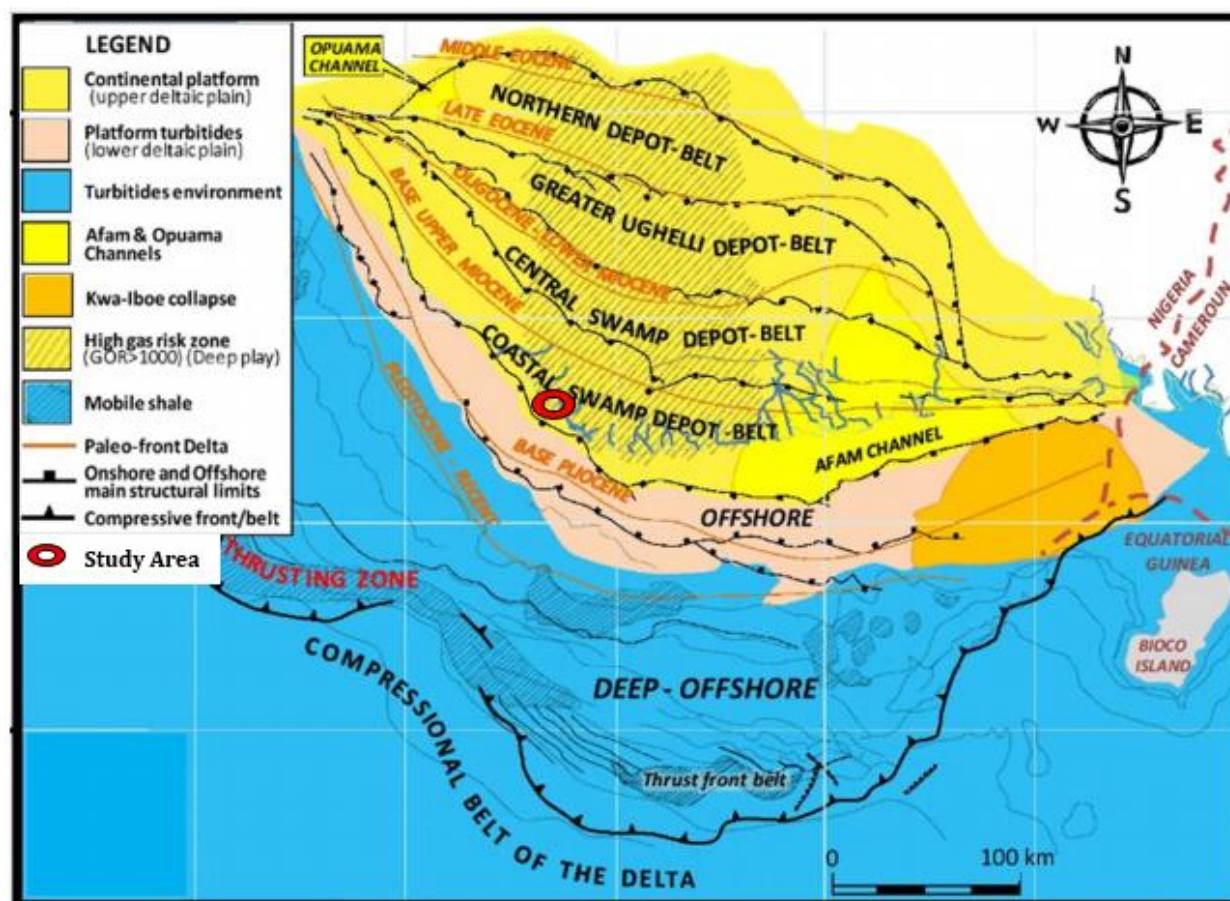 LEGEND
Continental platform
(upper deltaic plain)
Platform turbitides
(lower deltaic plain)
Turbitides environment
Afam & Opuama
Channels
Kwa-Iboe collapse
High gas risk zone
(GOR>1000) (Deep play)
Mobile shale
Paleo-front Delta
Onshore and Offshore
main structural limits
Compressive front/belt
Study Area
OPUAMA
CHANNEL
MIDDLE EOCENE
NORTHERN DEPOT-BELT
LATE EOCENE
GREATER UGHELLI DEPOT-BELT
OLIGOCENE - LOWER MIOCENE
BASE UPPER MIOCENE
CENTRAL SWAMP DEPOT-BELT
COASTAL SWAMP DEPOT-BELT
AFAM CHANNEL
BASE PLIOCENE
PLISTOCENE - RECENT
OFFSHORE
N
W
E
S
NIGERIA
CAMEROUN
EQUATORIAL
GUINEA
BIOCO
ISLAND
THRUSTING ZONE
COMPRESSIONAL BELT OF THE DELTA
DEEP - OFFSHORE
Thrust front belt
0
100 km